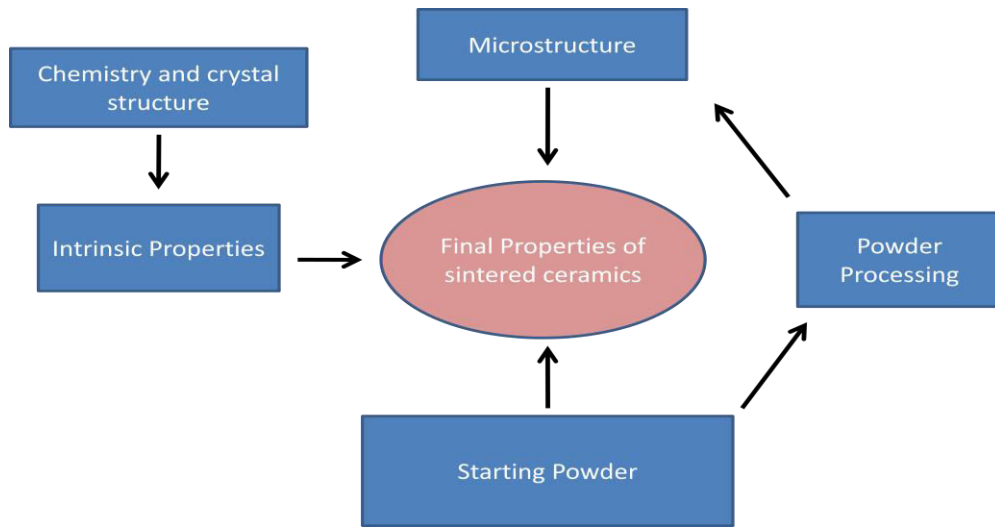 Microstructure
Chemistry and crystal
structure
Intrinsic Properties
Final Properties of
sintered ceramics
Powder
Processing
Starting Powder